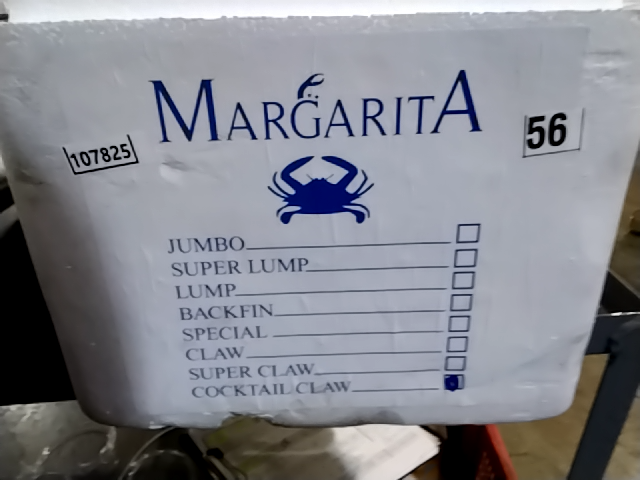 MARGARITA
107825
56
JUMBO
SUPER LUMP
LUMP
BACKFIN
SPECIAL
CLAW
SUPER CLAW
COCKTAIL CLAW